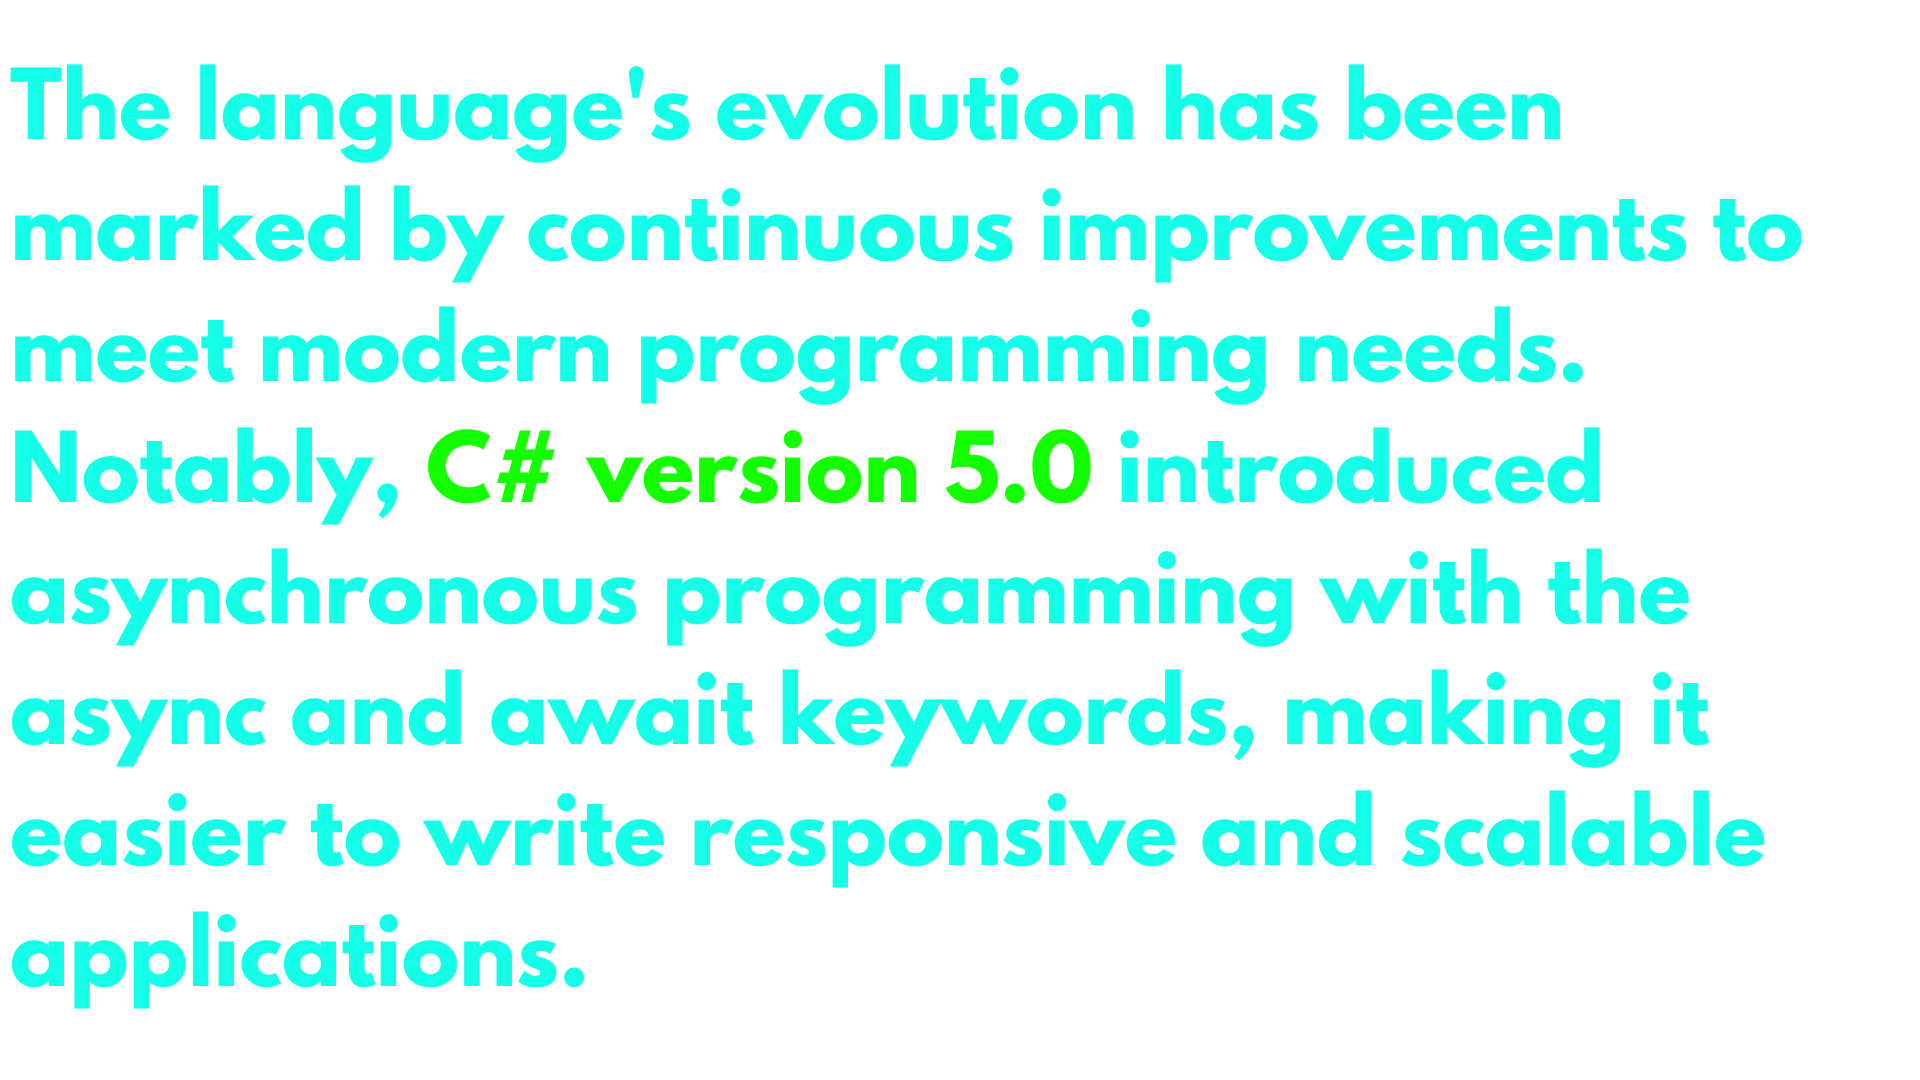 The language's evolution has been
marked by continuous improvements to
meet modern programming needs.
Notably, C# version 5.0 introduced
asynchronous programming with the
async and await keywords, making it
easier to write responsive and scalable
applications.